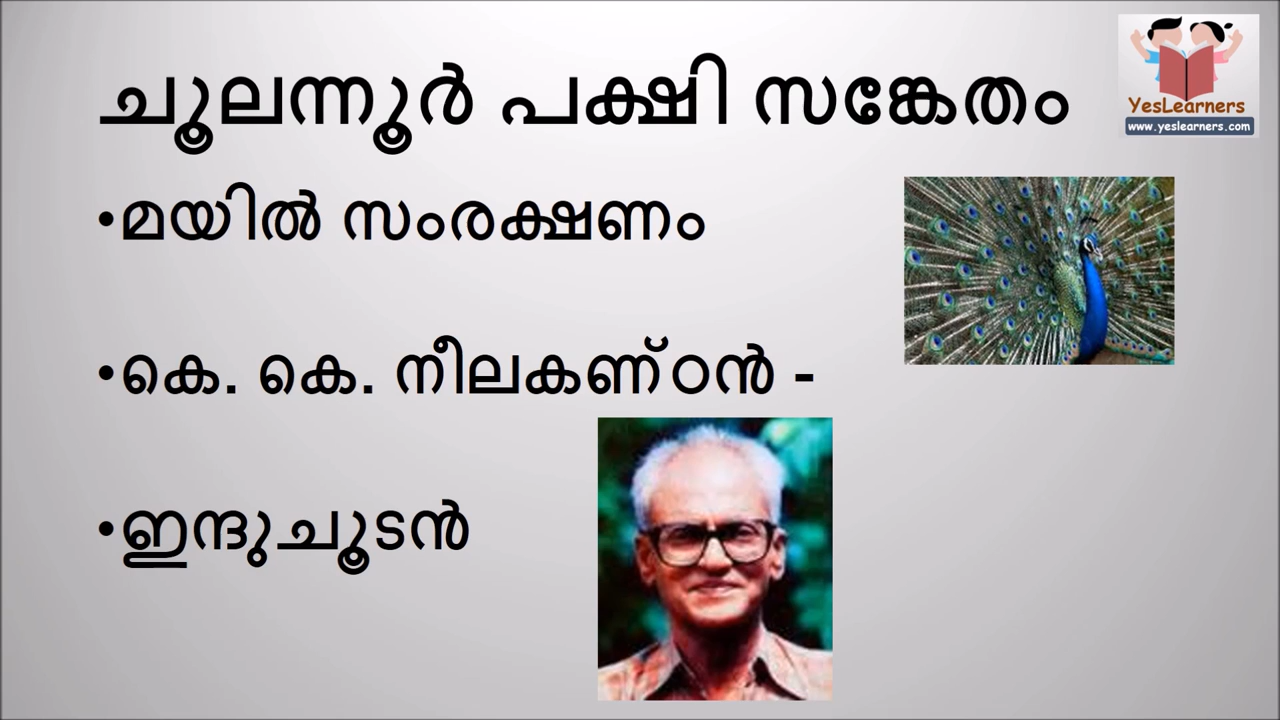 ചൂലന്നൂർ പക്ഷി സങ്കേതം
YesLearners
www.yeslearners.com
•മയിൽ സംരക്ഷണം
•കെ. കെ. നീലകണ്ഠൻ -
•ഇന്ദുചൂടൻ